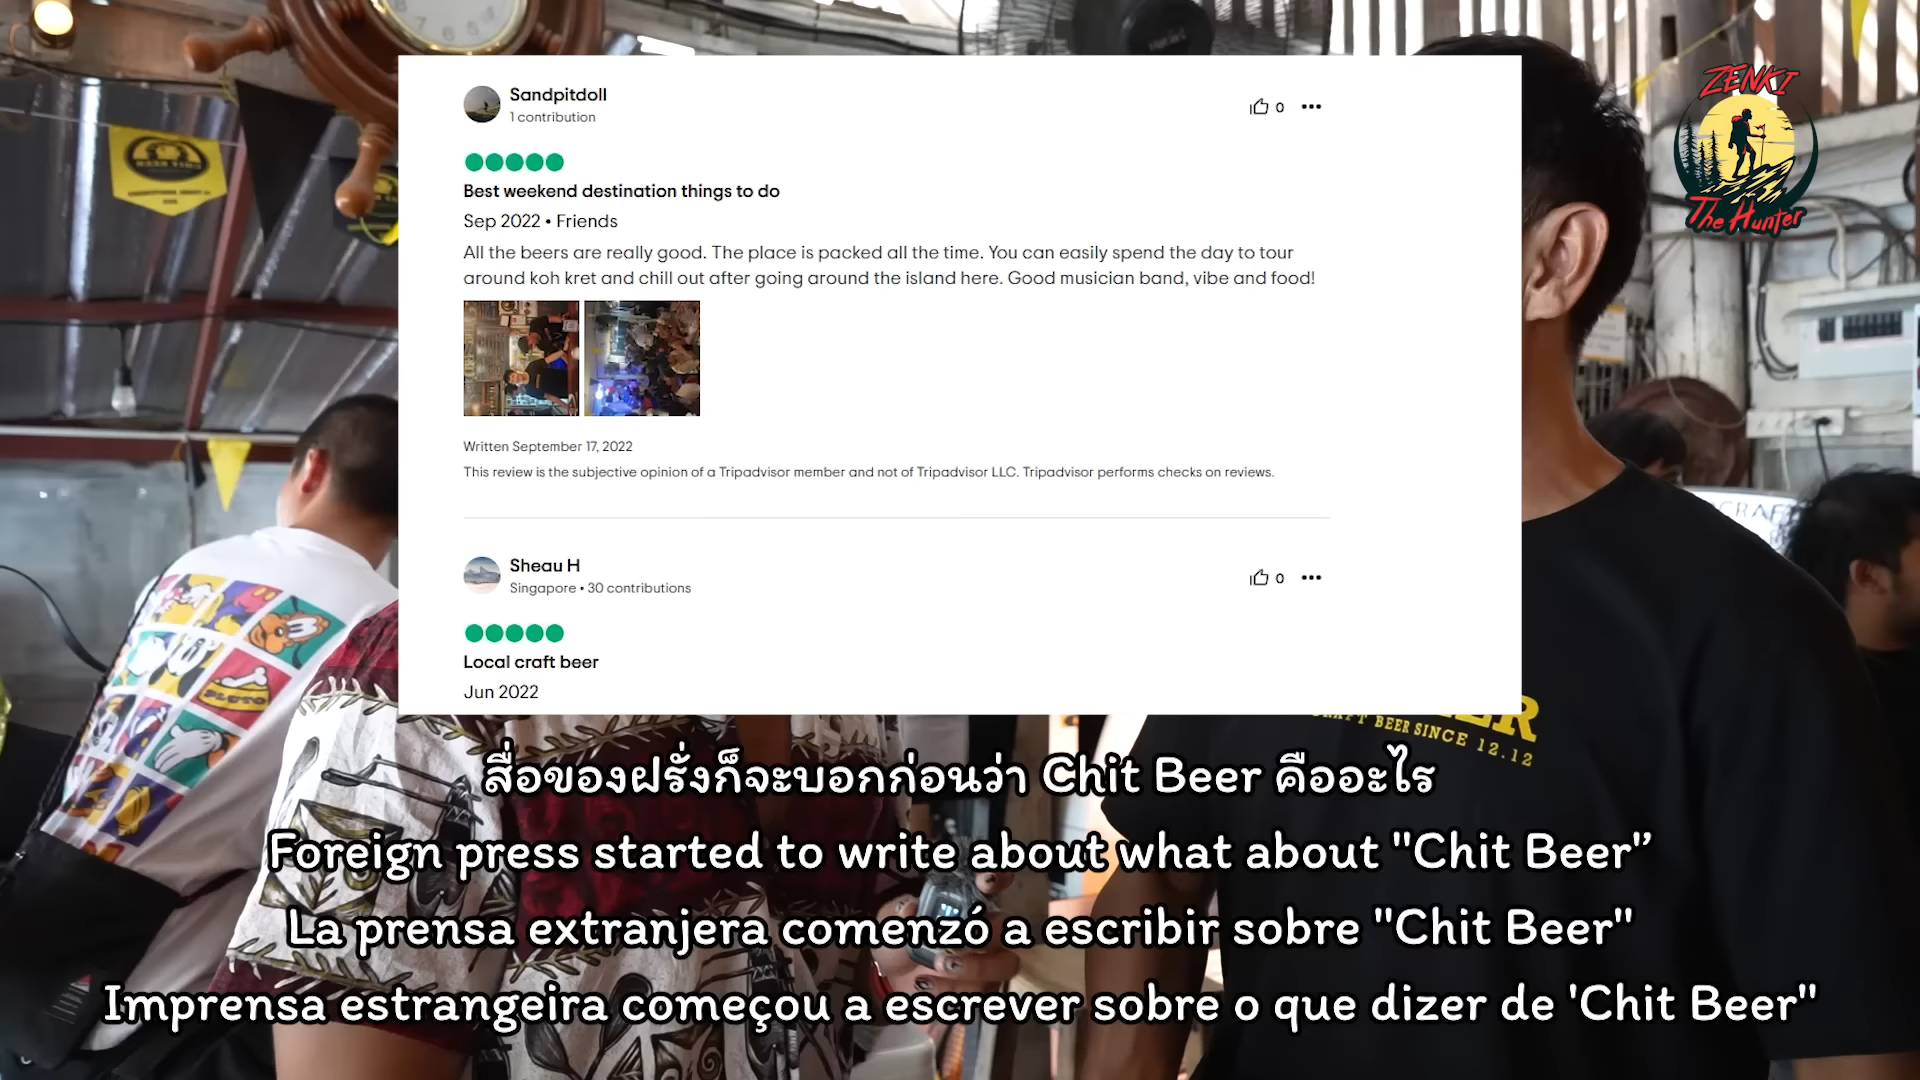 ZENKI
The Hunter
Sandpitdoll
1 contribution
0
Best weekend destination things to do
Sep 2022 • Friends
All the beers are really good. The place is packed all the time. You can easily spend the day to tour
around koh kret and chill out after going around the island here. Good musician band, vibe and food!
Written September 17, 2022
This review is the subjective opinion of a Tripadvisor member and not of Tripadvisor LLC. Tripadvisor performs checks on reviews.
Sheau H
Singapore • 30 contributions
0
Local craft beer
Jun 2022
PLUTO
BEER SINCE 12.12
สื่อของฝรั่งก็จะบอกก่อนว่า Chit Beer คืออะไร
Foreign press started to write about what about "Chit Beer”
La prensa extranjera comenzó a escribir sobre "Chit Beer"
Imprensa estrangeira começou a escrever sobre o que dizer de 'Chit Beer"